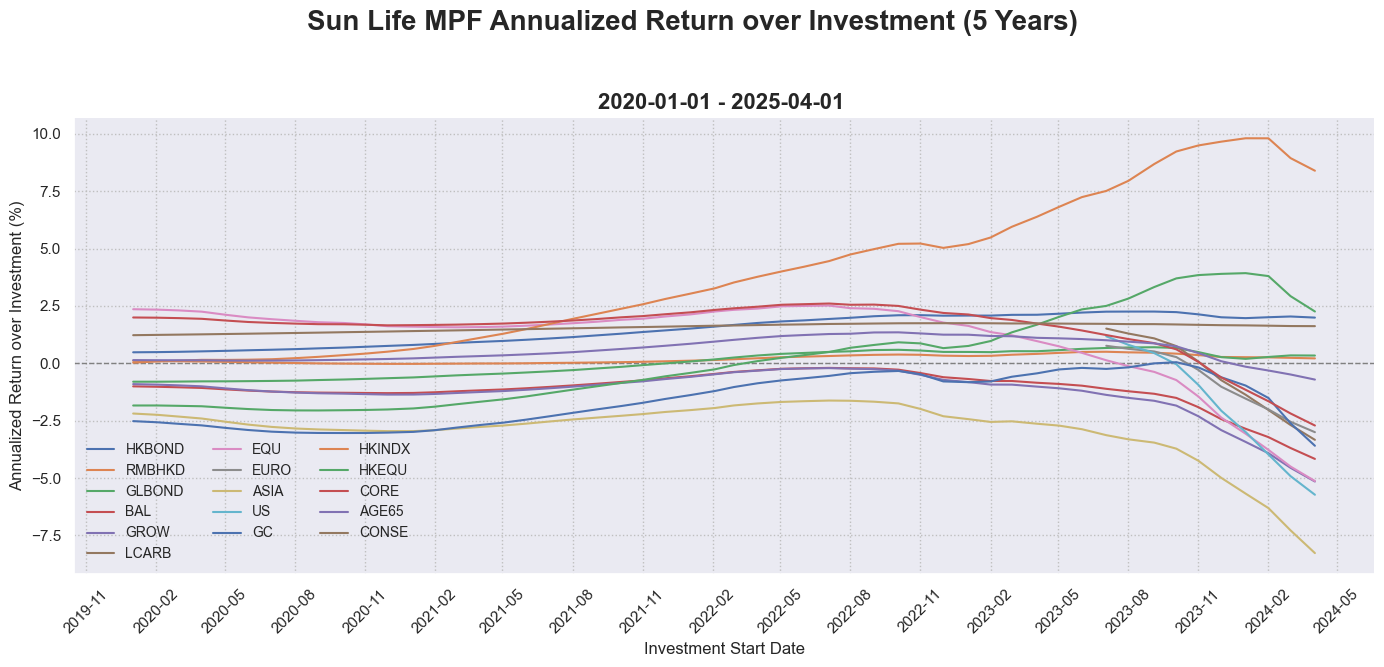 Sun Life MPF Annualized Return over Investment (5 Years)
2020-01-01 - 2025-04-01
Annualized Return over Investment (%)
10.0
7.5
5.0
2.5
0.0
−2.5
−5.0
−7.5
HKBOND EQU HKINDX
RMBHKD EURO HKEQU
GLBOND ASIA CORE
BAL US AGE65
GROW GC CONSE
LCARB
2019-11 2020-02 2020-05 2020-08 2020-11 2021-02 2021-05 2021-08 2021-11 2022-02 2022-05 2022-08 2022-11 2023-02 2023-05 2023-08 2023-11 2024-02 2024-05
Investment Start Date